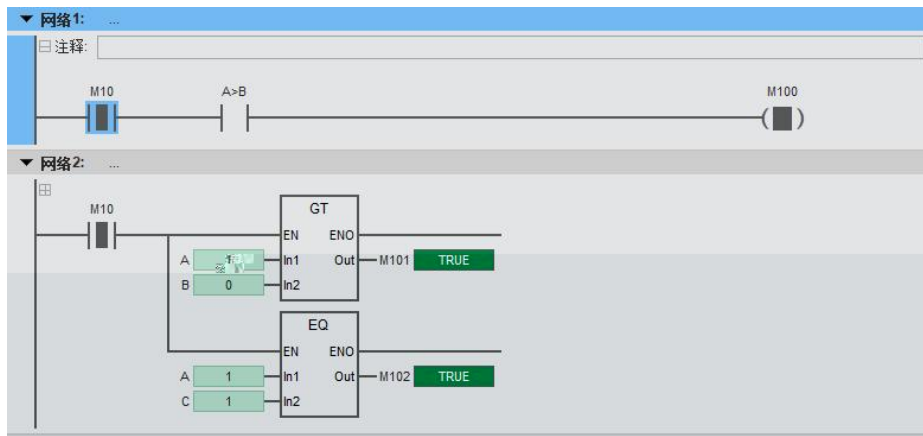 网络1: ...
注释:
M10 A>B M100
网络2: ...
M10
GT
EN ENO
A In1 Out M101 TRUE
B 0 In2
EQ
EN ENO
A 1 In1 Out M102 TRUE
C 1 In2